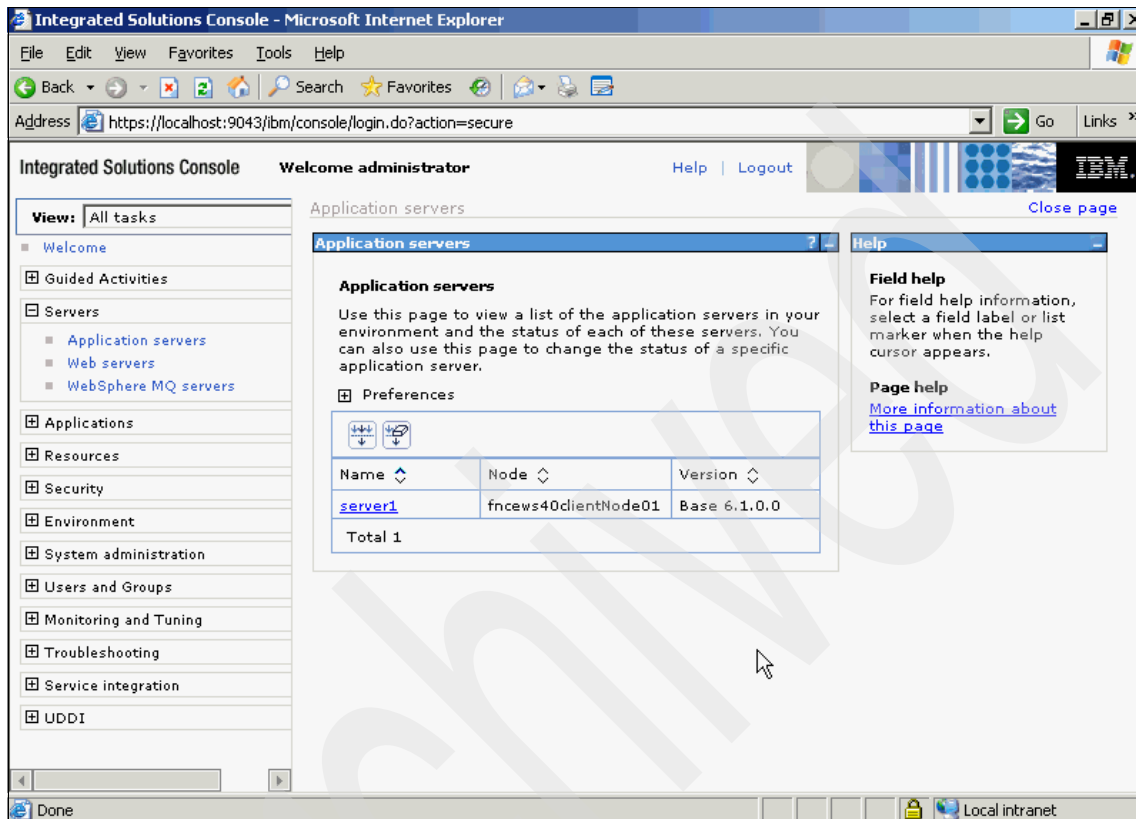 Integrated Solutions Console - Microsoft Internet Explorer
File Edit View Favorites Tools Help
Back Search Favorites
Address https://localhost:9043/ibm/console/login.do?action=secure Go Links »
Integrated Solutions Console Welcome administrator Help | Logout IBM.
View: All tasks
Welcome
Guided Activities
Servers
Application servers
Web servers
WebSphere MQ servers
Applications
Resources
Security
Environment
System administration
Users and Groups
Monitoring and Tuning
Troubleshooting
Service integration
UDDI
Application servers Close page
Application servers ? -
Application servers
Use this page to view a list of the application servers in your
environment and the status of each of these servers. You
can also use this page to change the status of a specific
application server.
Preferences
Name Node Version
server1 fncews40clientNode01 Base 6.1.0.0
Total 1
Help -
Field help
For field help information,
select a field label or list
marker when the help
cursor appears.
Page help
More information about
this page
Done Local intranet